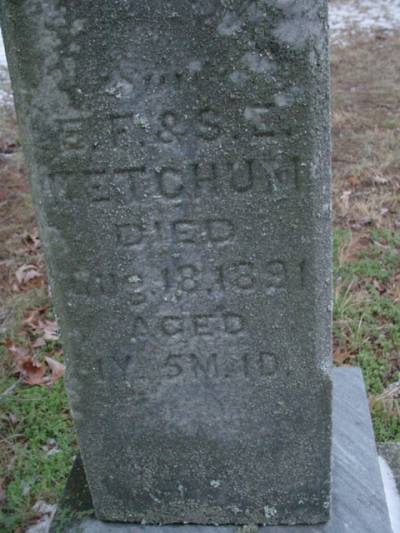 E. F. & S. E.
KETCHUM
DIED
AUG. 18, 1891
AGED
1Y. 5M. 1D.